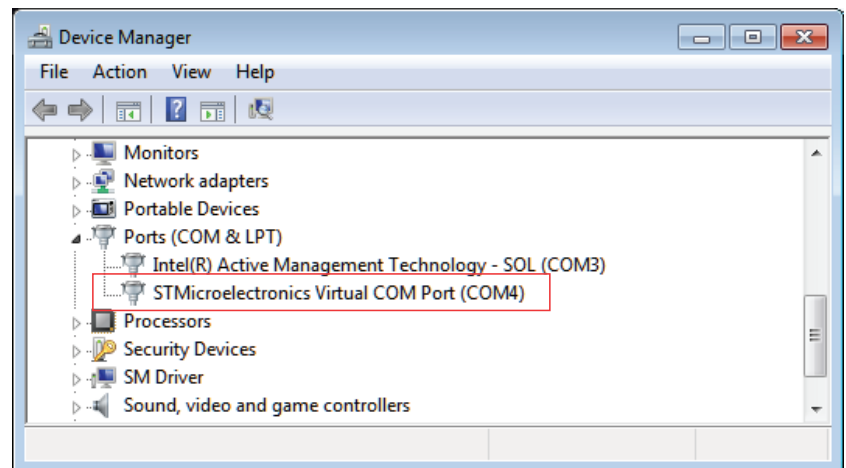 Device Manager
File Action View Help
Monitors
Network adapters
Portable Devices
Ports (COM & LPT)
Intel(R) Active Management Technology - SOL (COM3)
STMicroelectronics Virtual COM Port (COM4)
Processors
Security Devices
SM Driver
Sound, video and game controllers